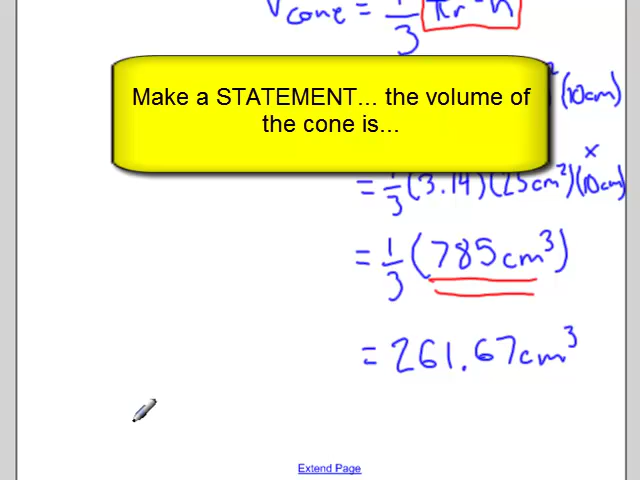 V cone = 1/3 πr²h
Make a STATEMENT... the volume of
the cone is...
(10cm)
x
= 1/3 (3.14)(25cm²)(10cm)
= 1/3 (785cm³)
= 261.67cm³
Extend Page